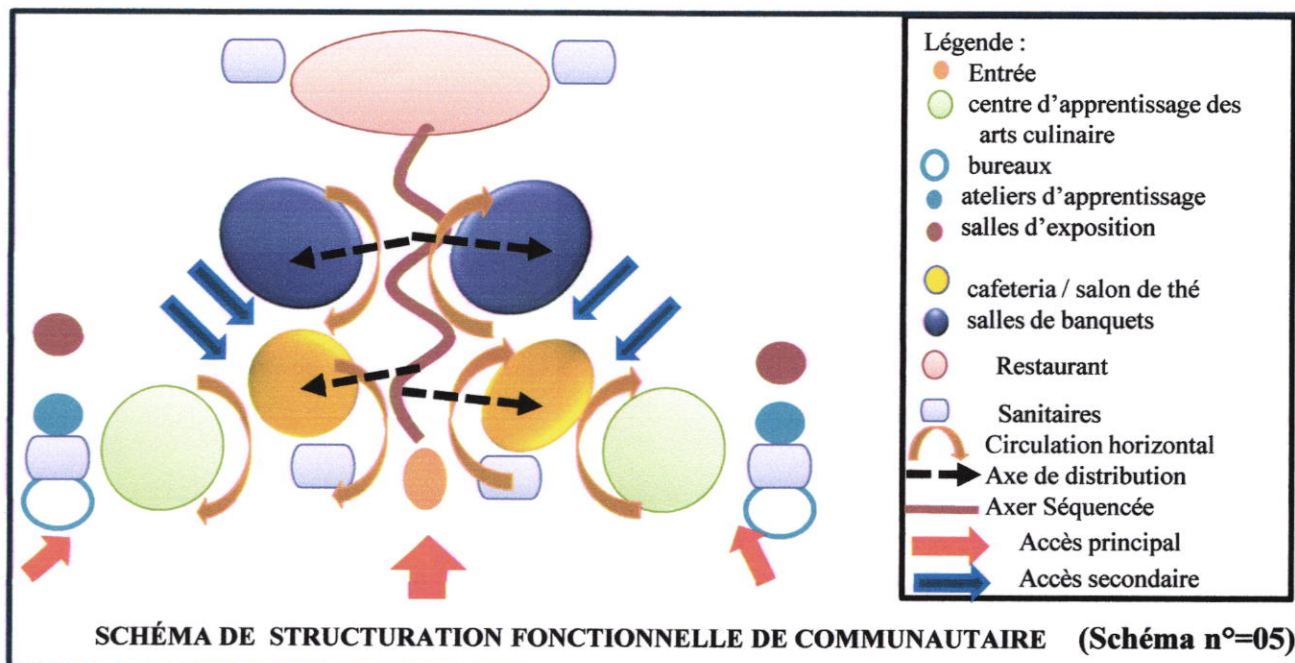 Légende :
Entrée
centre d'apprentissage des
arts culinaire
bureaux
ateliers d'apprentissage
salles d'exposition
cafeteria / salon de thé
salles de banquets
Restaurant
Sanitaires
Circulation horizontal
Axe de distribution
Axer Séquencée
Accès principal
Accès secondaire
SCHÉMA DE STRUCTURATION FONCTIONNELLE DE COMMUNAUTAIRE (Schéma n°=05)